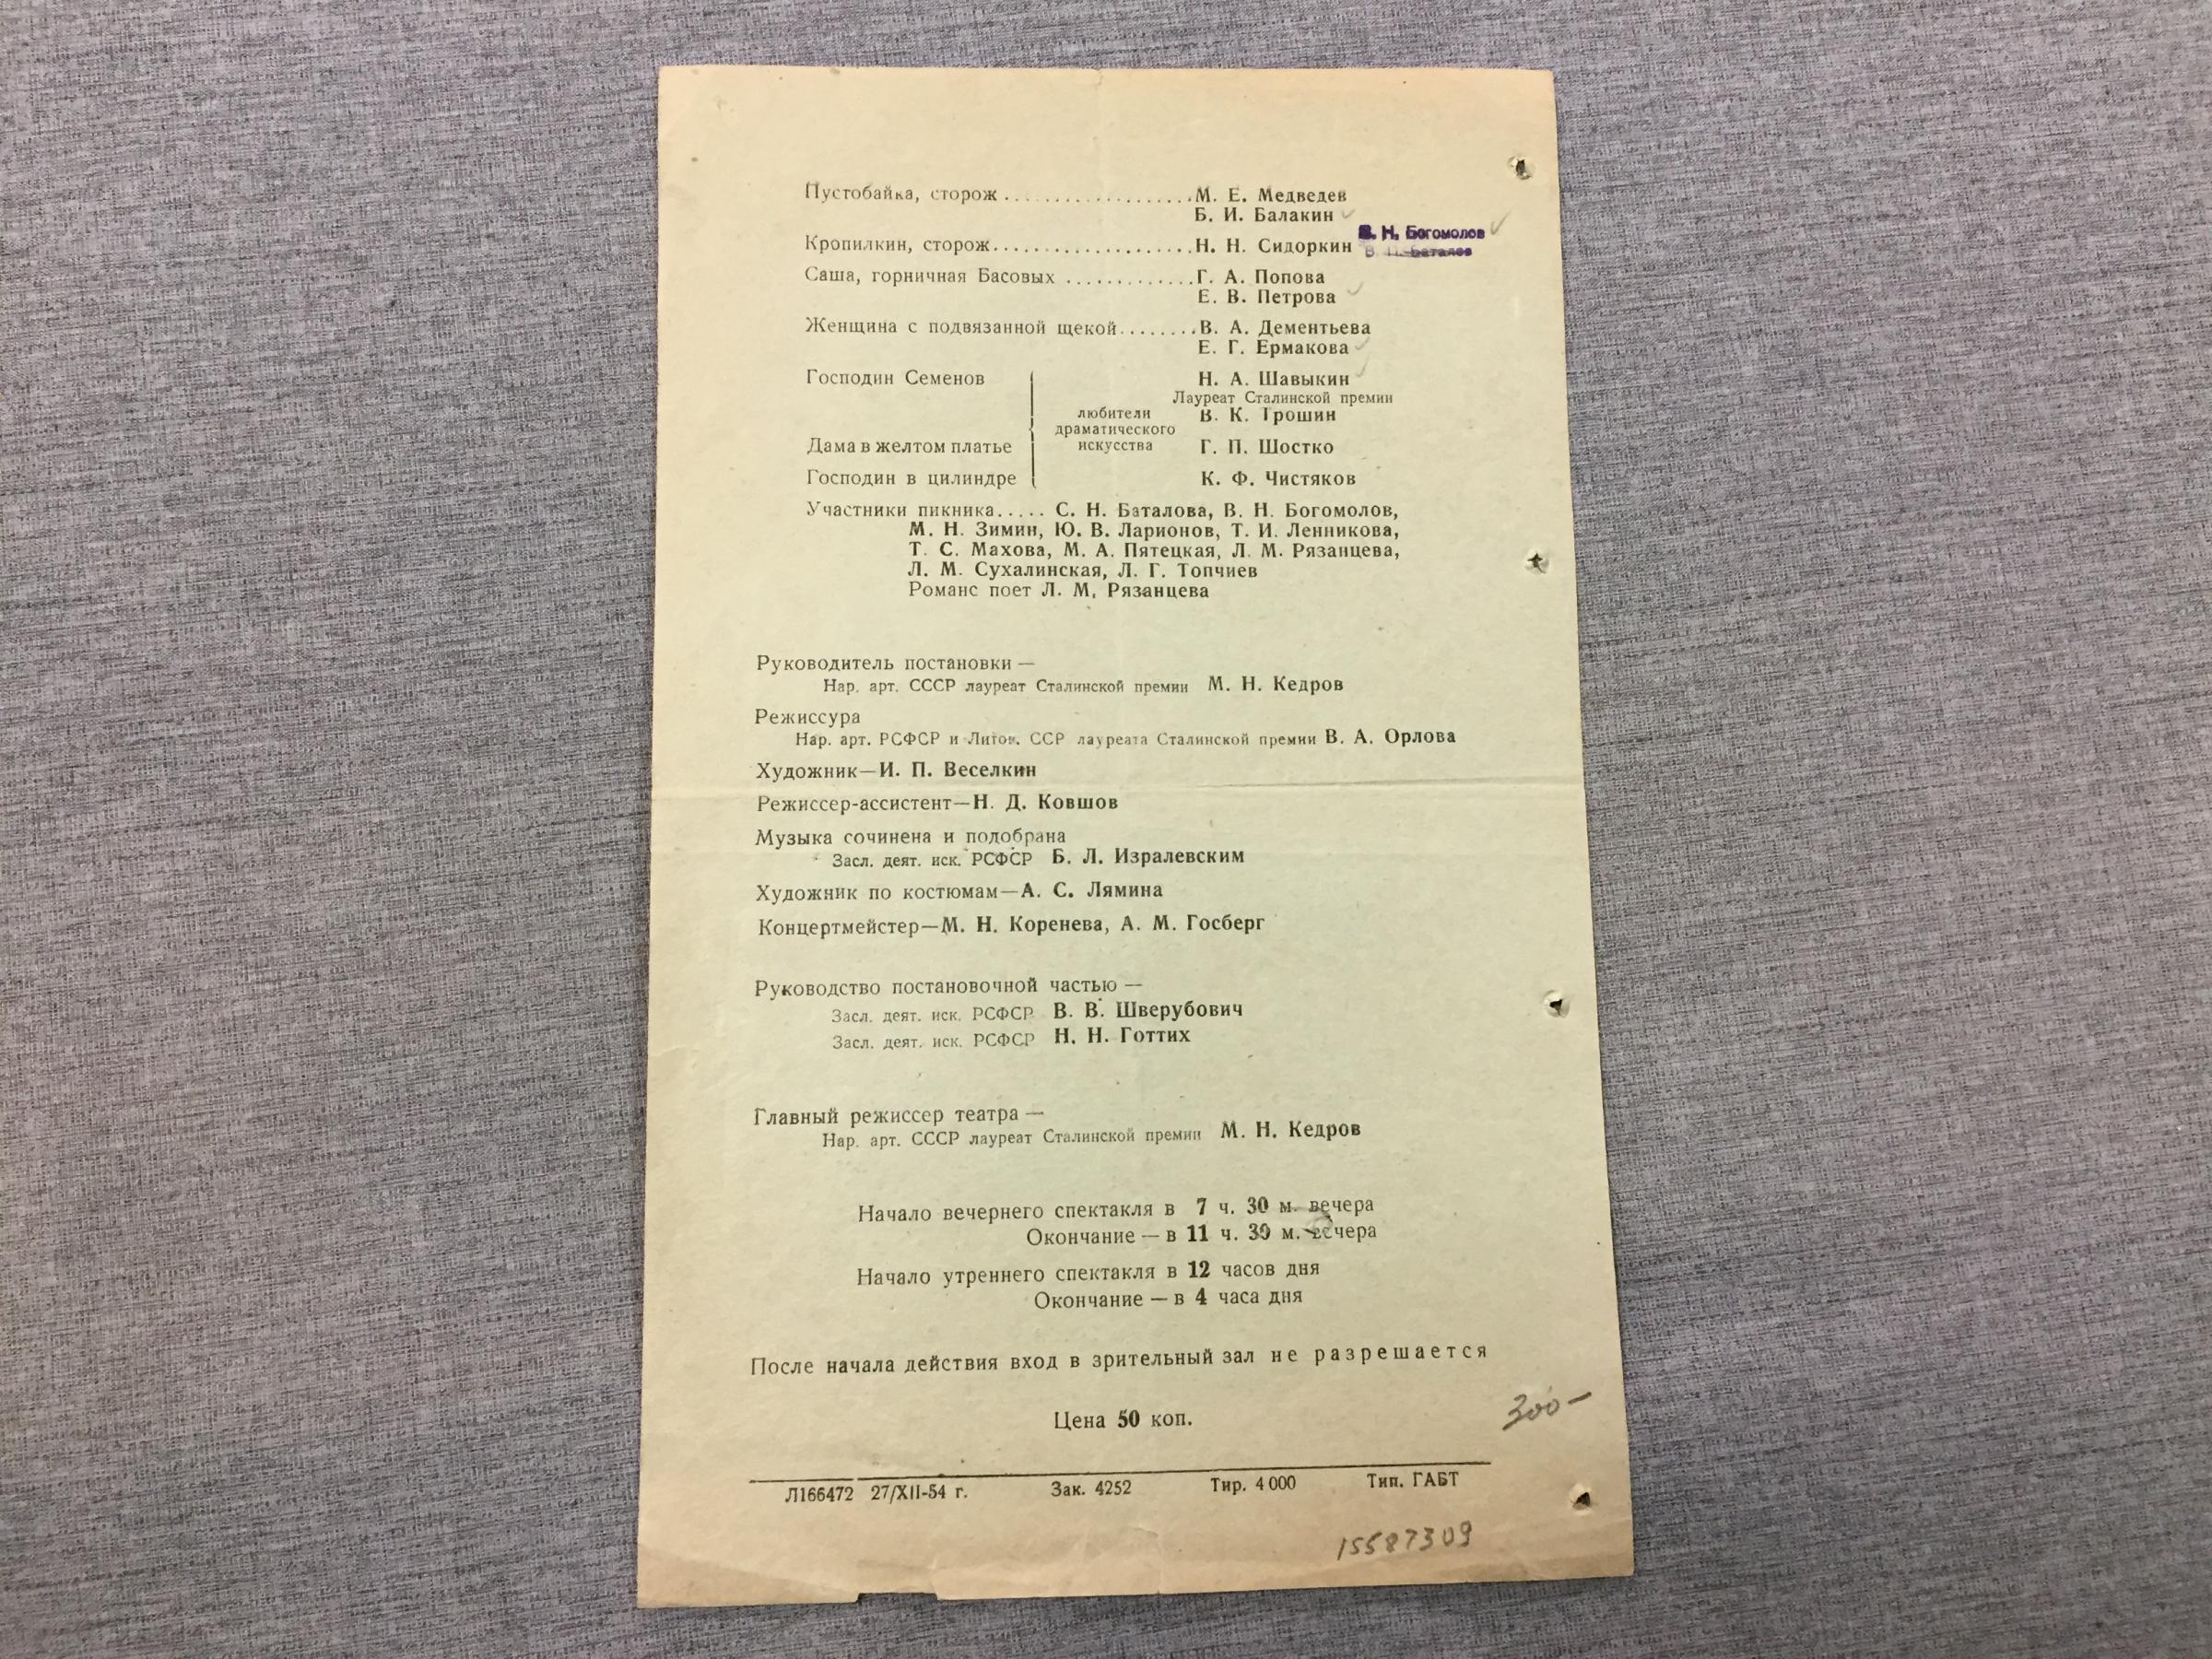 Пустобайка, сторож ..................... М. Е. Медведев
Б. И. Балакин
В. Н. Богомолов
Кропилкин, сторож..................... Н. Н. Сидоркин
Баталов
Саша, горничная Басовых ............. Г. А. Попова
Е. В. Петрова
Женщина с подвязанной щекой........ В. А. Дементьева
Е. Г. Ермакова
Господин Семенов Н. А. Шавыкин
Лауреат Сталинской премии
любители В. К. Трошин
драматического
Дама в желтом платье искусства Г. П. Шостко
Господин в цилиндре К. Ф. Чистяков
Участники пикника..... С. Н. Баталова, В. Н. Богомолов,
М. Н. Зимин, Ю. В. Ларионов, Т. И. Ленникова,
Т. С. Махова, М. А. Пятецкая, Л. М. Рязанцева,
Л. М. Сухалинская, Л. Г. Топчиев
Романс поет Л. М. Рязанцева
Руководитель постановки —
Нар. арт. СССР лауреат Сталинской премии М. Н. Кедров
Режиссура
Нар. арт. РСФСР и Литов. ССР лауреата Сталинской премии В. А. Орлова
Художник—И. П. Веселкин
Режиссер-ассистент—Н. Д. Ковшов
Музыка сочинена и подобрана
Засл. деят. иск. РСФСР Б. Л. Изралевским
Художник по костюмам—А. С. Лямина
Концертмейстер—М. Н. Коренева, А. М. Госберг
Руководство постановочной частью —
Засл. деят. иск. РСФСР В. В. Шверубович
Засл. деят. иск. РСФСР Н. Н. Готтих
Главный режиссер театра —
Нар. арт. СССР лауреат Сталинской премии М. Н. Кедров
Начало вечернего спектакля в 7 ч. 30 м. вечера
Окончание — в 11 ч. 30 м. вечера
Начало утреннего спектакля в 12 часов дня
Окончание — в 4 часа дня
После начала действия вход в зрительный зал не разрешается
Цена 50 коп.
300-
Л166472 27/XII-54 г. Зак. 4252 Тир. 4 000 Тип. ГАБТ
15587309